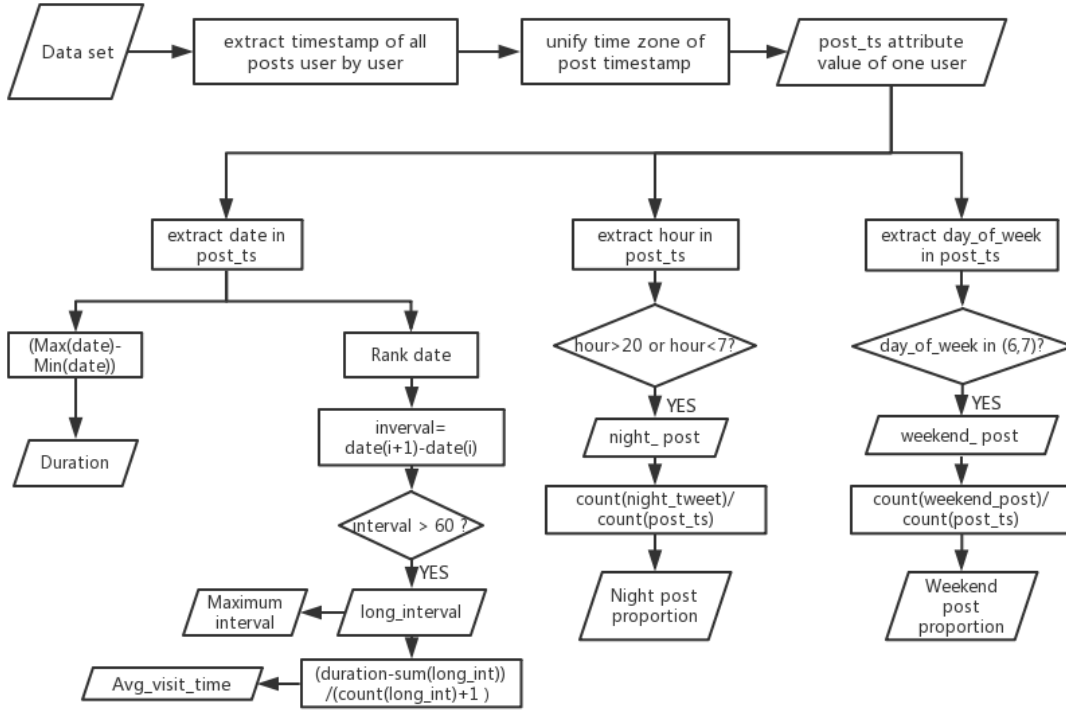 Data set
extract timestamp of all
posts user by user
unify time zone of
post timestamp
post_ts attribute
value of one user
extract date in
post_ts
extract hour in
post_ts
extract day_of_week
in post_ts
(Max(date)-
Min(date))
Rank date
hour>20 or hour<7?
day_of_week in (6,7)?
YES
YES
inverval=
date(i+1)-date(i)
night_ post
weekend_ post
Duration
count(night_tweet)/
count(post_ts)
count(weekend_post)/
count(post_ts)
interval > 60 ?
YES
Maximum
interval
long_interval
Night post
proportion
Weekend
post
proportion
(duration-sum(long_int))
/(count(long_int)+1 )
Avg_visit_time